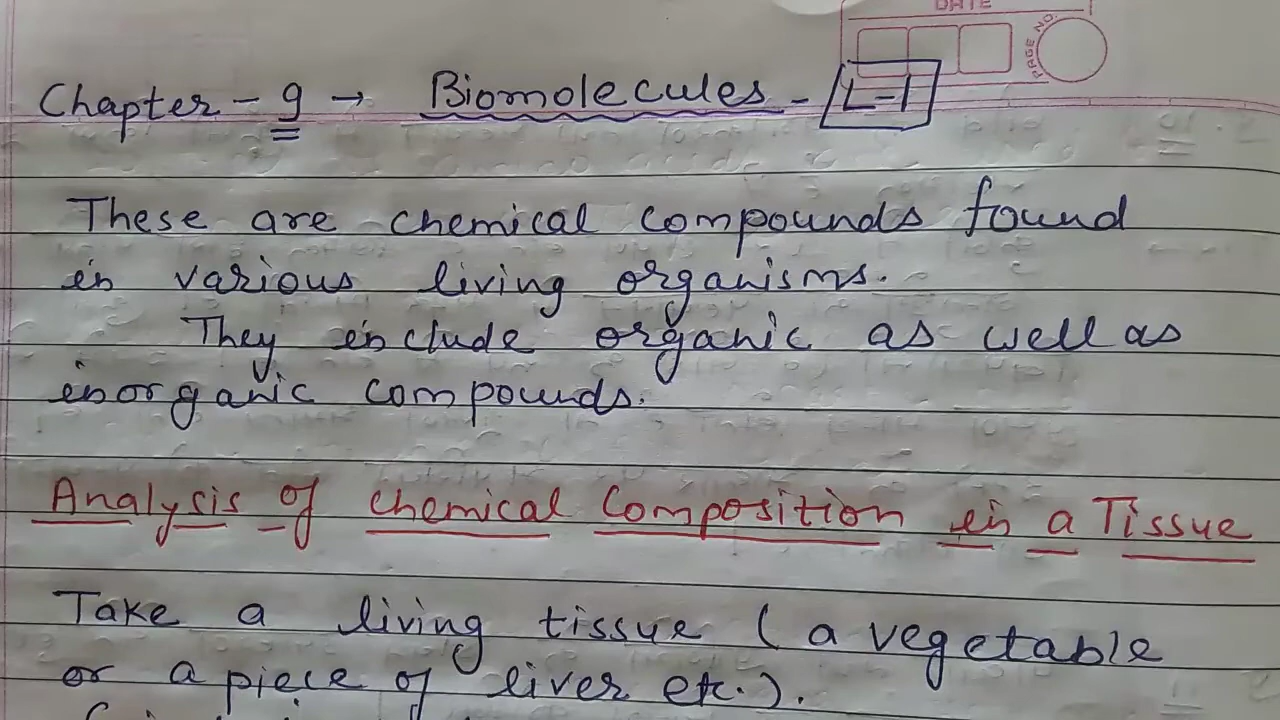 DATE
PAGE NO.
Chapter - 9 → Biomolecules - L-1
These are chemical compounds found
in various living organisms.
They include organic as well as
inorganic compounds.
Analysis of Chemical Composition in a Tissue
Take a living tissue (a vegetable
or a piece of liver etc.).